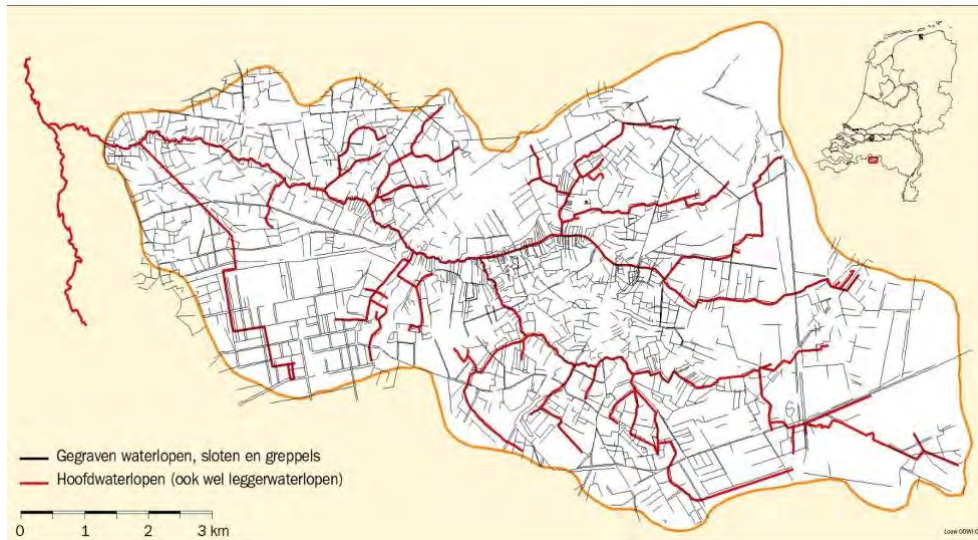 Gegraven waterlopen, sloten en greppels
Hoofdwaterlopen (ook wel leggerwaterlopen)
0 1 2 3 km